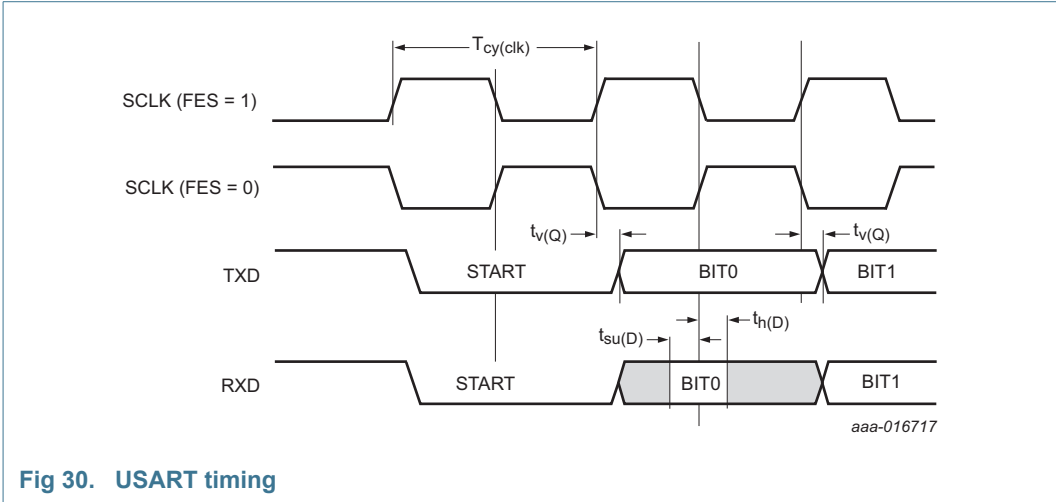 Tcy(clk)
SCLK (FES = 1)
SCLK (FES = 0)
tv(Q)
tv(Q)
TXD
START
BIT0
BIT1
tsu(D)
th(D)
RXD
START
BIT0
BIT1
aaa-016717
Fig 30. USART timing